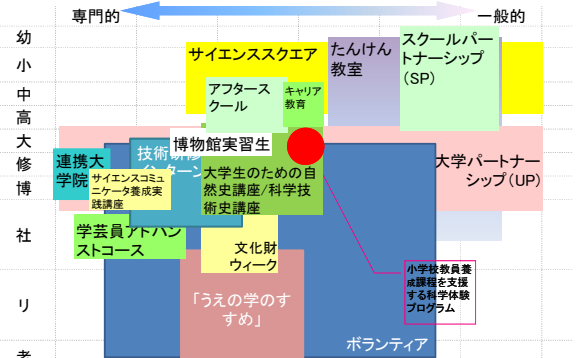 専門的
一般的
幼
小
中
高
大
修
博
社
リ
者
サイエンススクエア
たんけん
教室
スクールパ
ートナーシップ
(SP)
アフタース
クール
キャリア
教育
博物館実習生
連携大
学院
サイエンスコミュ
ニケータ養成実
践講座
大学生のための自
然史講座/科学技
術史講座
大学パートナー
シップ(UP)
学芸員アドバン
ストコース
文化財
ウィーク
小学校教員養
成課程を支援
する科学体験
プログラム
「うえの学のす
すめ」
ボランティア